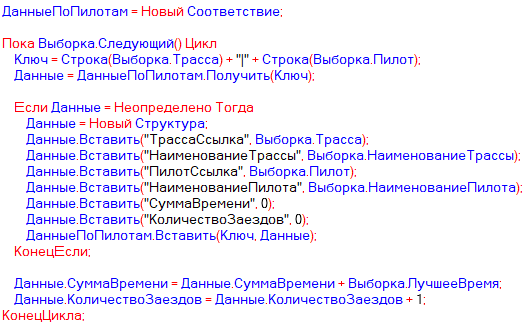 ДанныеПоПилотам = Новый Соответствие;
Пока Выборка.Следующий() Цикл
Ключ = Строка(Выборка.Трасса) + "|" + Строка(Выборка.Пилот);
Данные = ДанныеПоПилотам.Получить(Ключ);
Если Данные = Неопределено Тогда
Данные = Новый Структура;
Данные.Вставить("ТрассаСсылка", Выборка.Трасса);
Данные.Вставить("НаименованиеТрассы", Выборка.НаименованиеТрассы);
Данные.Вставить("ПилотСсылка", Выборка.Пилот);
Данные.Вставить("НаименованиеПилота", Выборка.НаименованиеПилота);
Данные.Вставить("СуммаВремени", 0);
Данные.Вставить("КоличествоЗаездов", 0);
ДанныеПоПилотам.Вставить(Ключ, Данные);
КонецЕсли;
Данные.СуммаВремени = Данные.СуммаВремени + Выборка.ЛучшееВремя;
Данные.КоличествоЗаездов = Данные.КоличествоЗаездов + 1;
КонецЦикла;